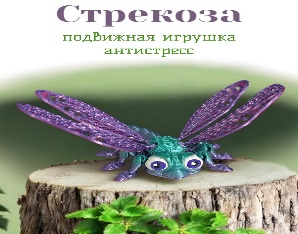 Стрекоза
подвижная игрушка
антистресс